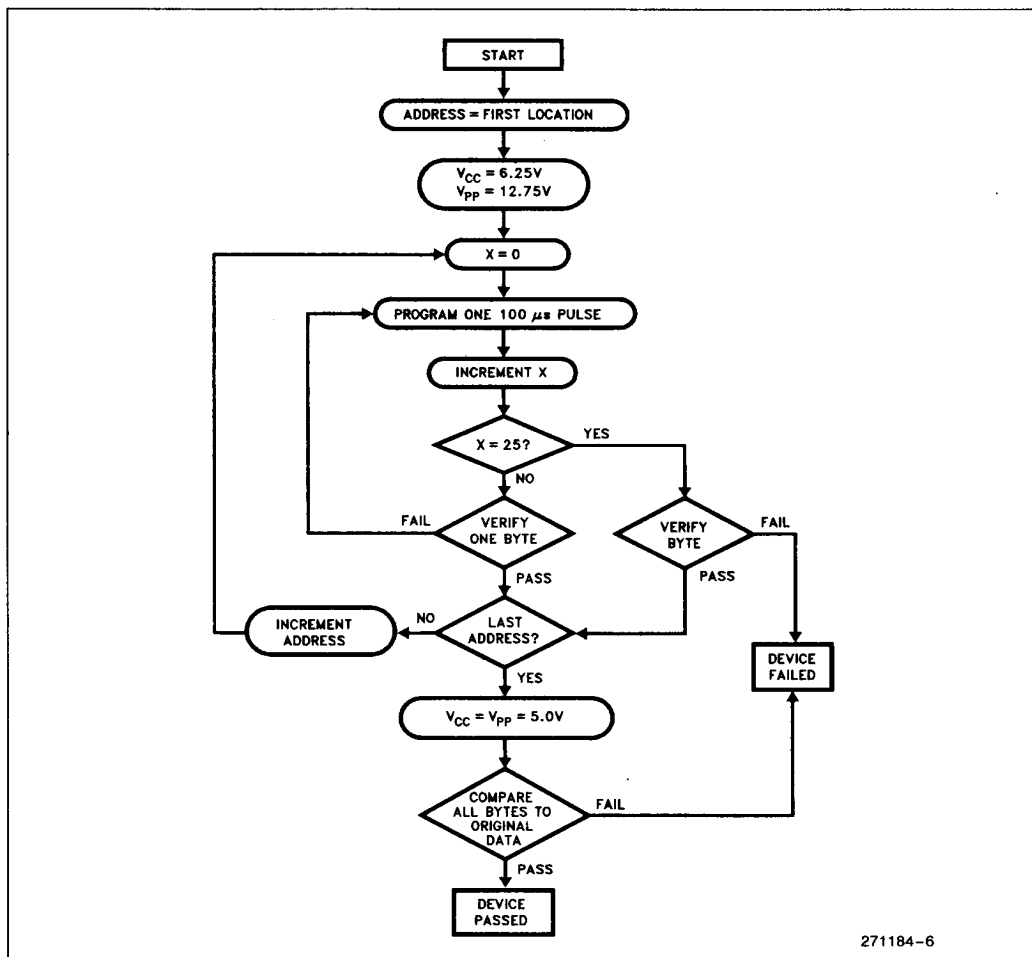 START
ADDRESS = FIRST LOCATION
V_CC = 6.25V
V_PP = 12.75V
X = 0
PROGRAM ONE 100 μs PULSE
INCREMENT X
X = 25?
YES
NO
FAIL
VERIFY
ONE BYTE
VERIFY
BYTE
FAIL
PASS
PASS
INCREMENT
ADDRESS
NO
LAST
ADDRESS?
YES
DEVICE
FAILED
V_CC = V_PP = 5.0V
COMPARE
ALL BYTES TO
ORIGINAL
DATA
FAIL
PASS
DEVICE
PASSED
271184-6